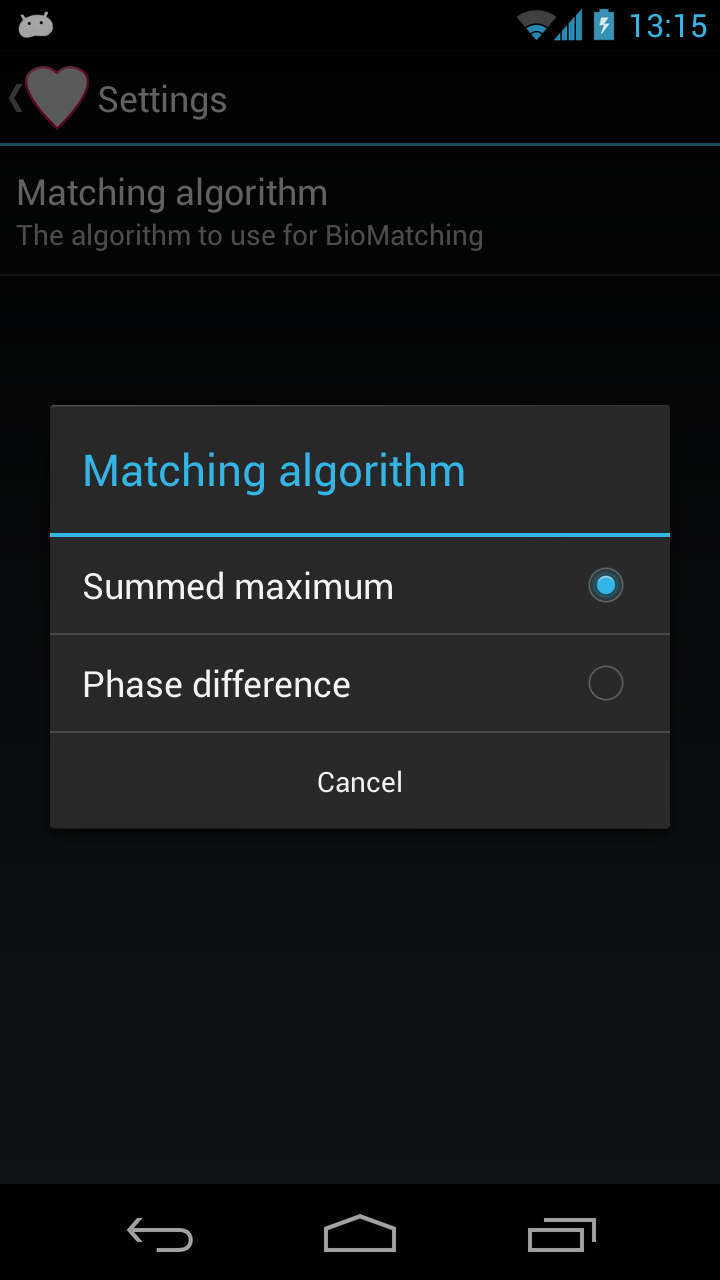 13:15
Settings
Matching algorithm
The algorithm to use for BioMatching
Matching algorithm
Summed maximum
Phase difference
Cancel